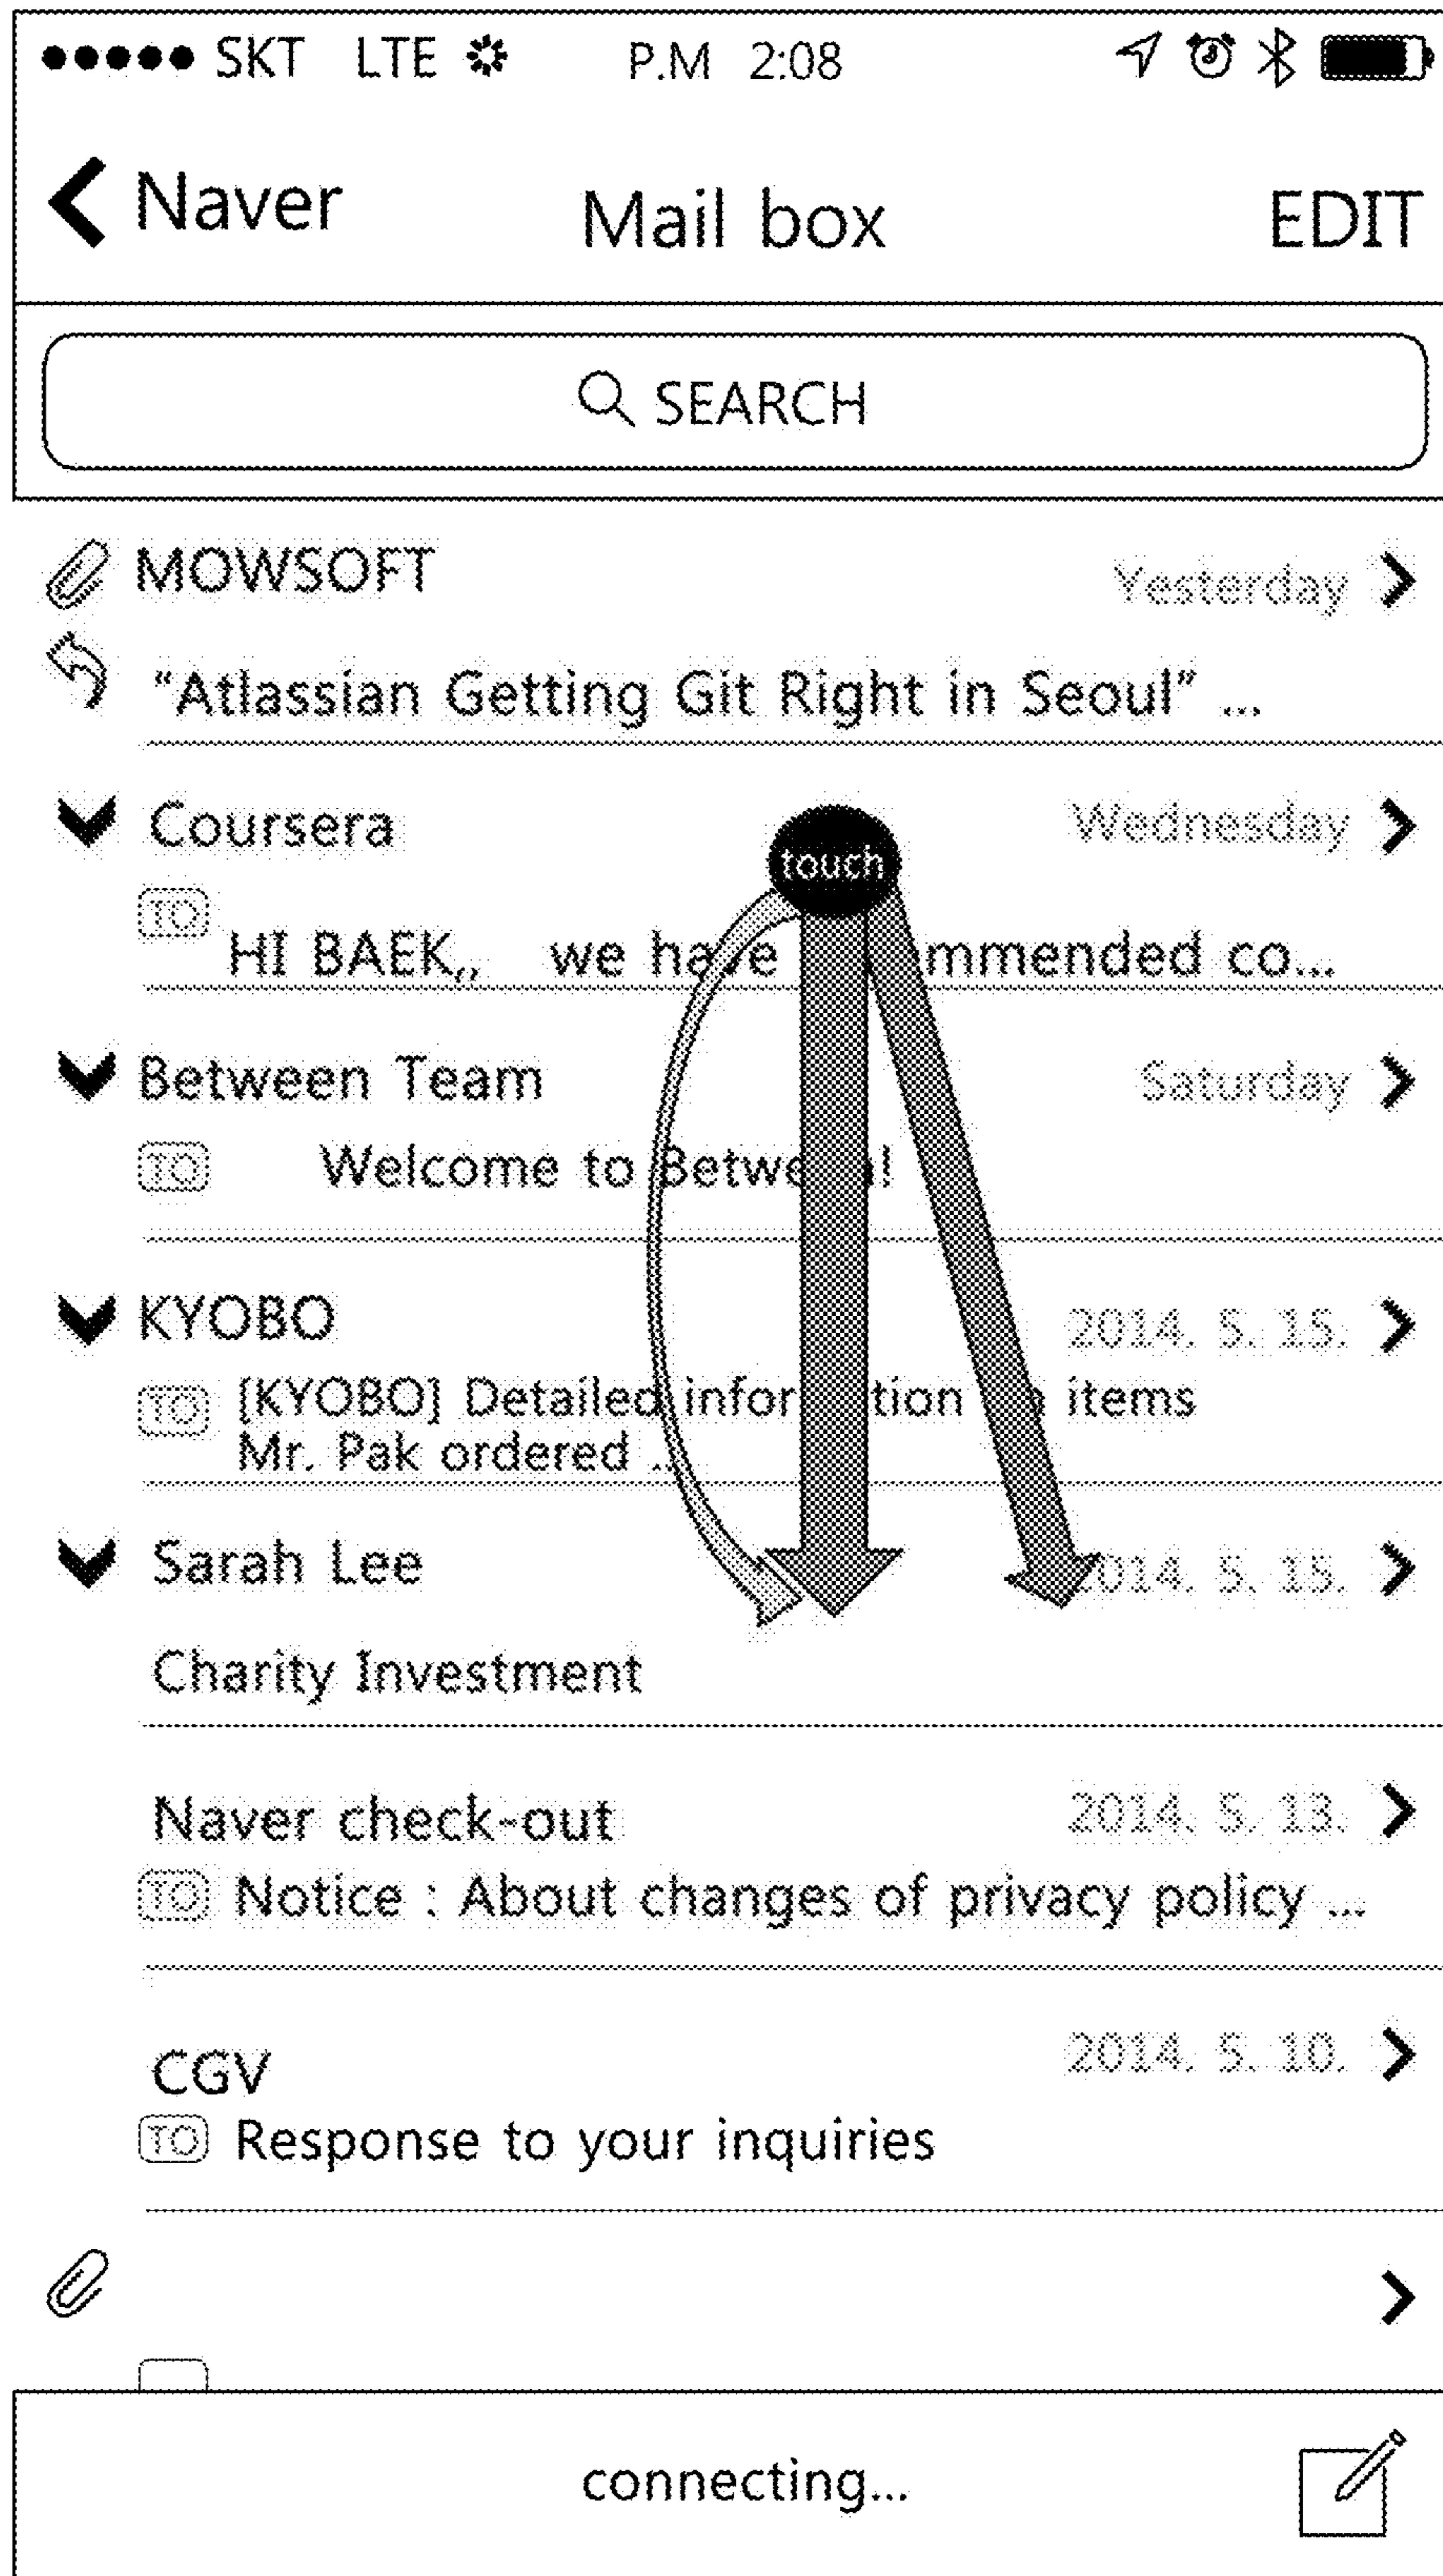 SKT LTE P.M 2:08
Naver Mail box EDIT
SEARCH
MOWSOFT Yesterday
“Atlassian Getting Git Right in Seoul” ...
Coursera Wednesday
touch
TO HI BAEK,, we have mmended co...
Between Team Saturday
TO Welcome to Betwe !
KYOBO 2014. 5. 15.
TO [KYOBO] Detailed infor tion items
Mr. Pak ordered ..
Sarah Lee 2014. 5. 15.
Charity Investment
Naver check-out 2014. 5. 13.
TO Notice : About changes of privacy policy ...
CGV 2014. 5. 10.
TO Response to your inquiries
connecting...